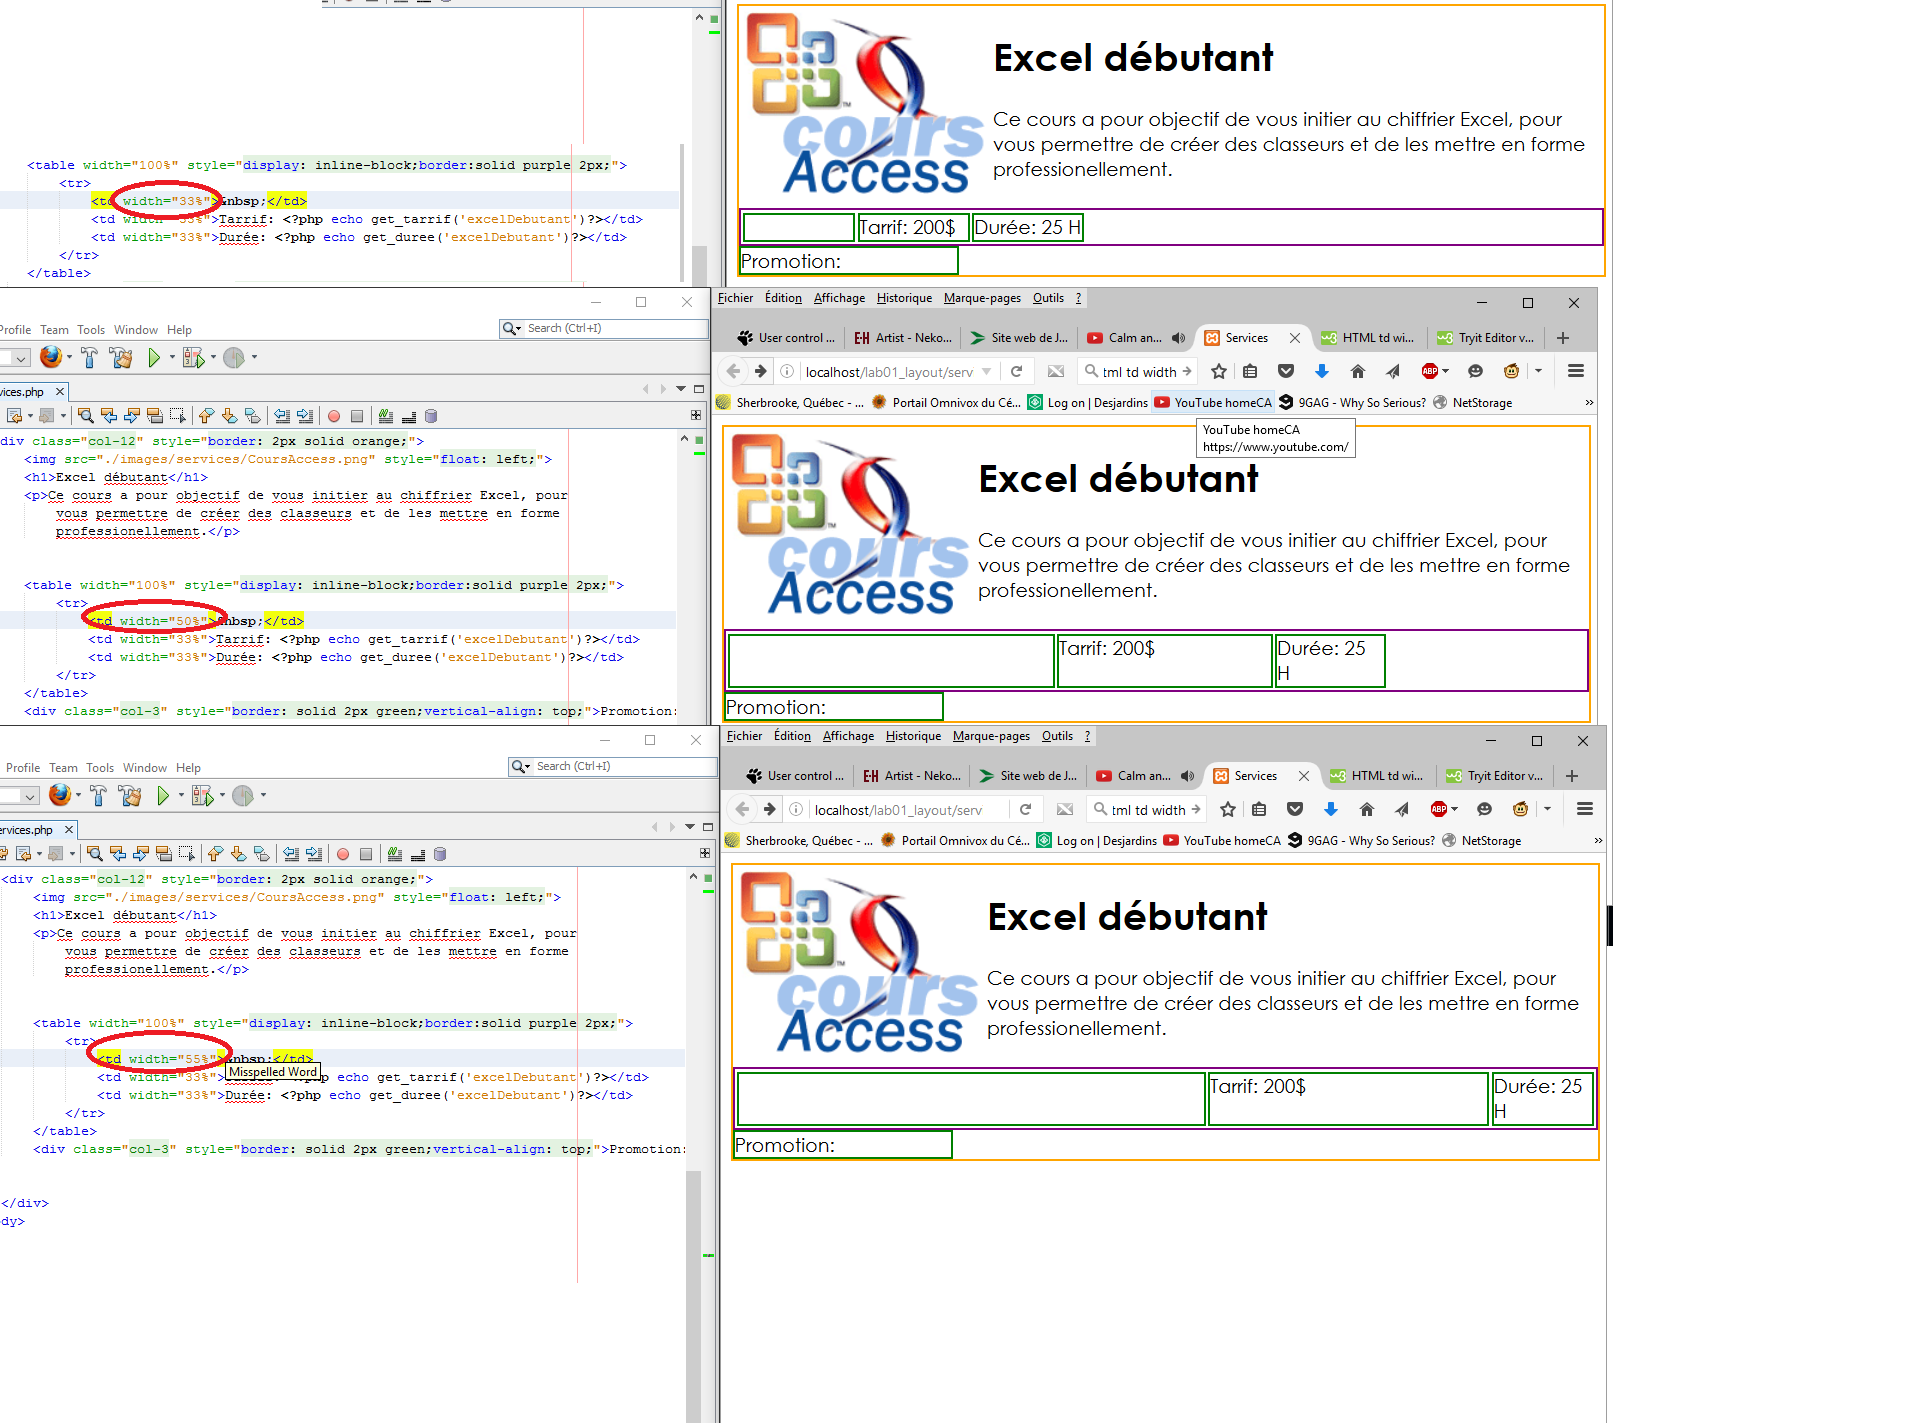 Excel débutant
Ce cours a pour objectif de vous initier au chiffrier Excel, pour
vous permettre de créer des classeurs et de les mettre en forme
professionellement.
cours
Access
TM
<table width="100%" style="display: inline-block;border:solid purple 2px;">
<tr>
<td width="33%">&nbsp;</td>
<td width="33%">Tarrif: <?php echo get_tarrif('excelDebutant')?></td>
<td width="33%">Durée: <?php echo get_duree('excelDebutant')?></td>
</tr>
</table>
Tarrif: 200$ Durée: 25 H
Promotion:
Profile Team Tools Window Help
Search (Ctrl+I)
vices.php
div class="col-12" style="border: 2px solid orange;">
<img src="./images/services/CoursAccess.png" style="float: left;">
<h1>Excel débutant</h1>
<p>Ce cours a pour objectif de vous initier au chiffrier Excel, pour
vous permettre de créer des classeurs et de les mettre en forme
professionellement.</p>
<table width="100%" style="display: inline-block;border:solid purple 2px;">
<tr>
<td width="50%">&nbsp;</td>
<td width="33%">Tarrif: <?php echo get_tarrif('excelDebutant')?></td>
<td width="33%">Durée: <?php echo get_duree('excelDebutant')?></td>
</tr>
</table>
<div class="col-3" style="border: solid 2px green;vertical-align: top;">Promotion:
Fichier Édition Affichage Historique Marque-pages Outils ?
User control ... E-H Artist - Neko... Site web de J... Calm an... Services HTML td wi... Tryit Editor v...
localhost/lab01_layout/serv
tml td width
ABP
Sherbrooke, Québec - ... Portail Omnivox du Cé... Log on | Desjardins YouTube homeCA 9GAG - Why So Serious? NetStorage »
YouTube homeCA
https://www.youtube.com/
Excel débutant
Ce cours a pour objectif de vous initier au chiffrier Excel, pour
vous permettre de créer des classeurs et de les mettre en forme
professionellement.
cours
Access
Tarrif: 200$ Durée: 25
H
Promotion:
Profile Team Tools Window Help
Search (Ctrl+I)
ervices.php
<div class="col-12" style="border: 2px solid orange;">
<img src="./images/services/CoursAccess.png" style="float: left;">
<h1>Excel débutant</h1>
<p>Ce cours a pour objectif de vous initier au chiffrier Excel, pour
vous permettre de créer des classeurs et de les mettre en forme
professionellement.</p>
<table width="100%" style="display: inline-block;border:solid purple 2px;">
<tr>
<td width="55%">&nbsp;</td>
Misspelled Word
<td width="33%"> echo get_tarrif('excelDebutant')?></td>
<td width="33%">Durée: <?php echo get_duree('excelDebutant')?></td>
</tr>
</table>
<div class="col-3" style="border: solid 2px green;vertical-align: top;">Promotion:
</div>
dy>
Fichier Édition Affichage Historique Marque-pages Outils ?
User control ... E-H Artist - Neko... Site web de J... Calm an... Services HTML td wi... Tryit Editor v...
localhost/lab01_layout/serv
tml td width
ABP
Sherbrooke, Québec - ... Portail Omnivox du Cé... Log on | Desjardins YouTube homeCA 9GAG - Why So Serious? NetStorage »
Excel débutant
Ce cours a pour objectif de vous initier au chiffrier Excel, pour
vous permettre de créer des classeurs et de les mettre en forme
professionellement.
cours
Access
Tarrif: 200$ Durée: 25
H
Promotion: